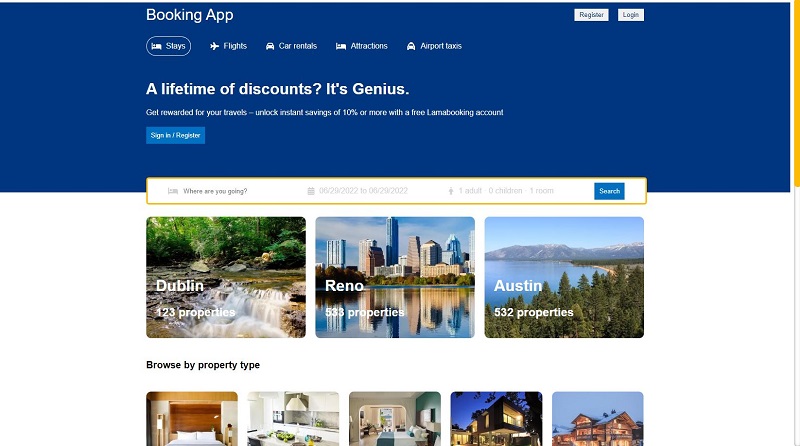 Booking App
Register
Login
Stays
Flights
Car rentals
Attractions
Airport taxis
A lifetime of discounts? It's Genius.
Get rewarded for your travels – unlock instant savings of 10% or more with a free Lamabooking account
Sign in / Register
Where are you going?
06/29/2022 to 06/29/2022
1 adult · 0 children · 1 room
Search
Dublin
123 properties
Reno
533 properties
Austin
532 properties
Browse by property type